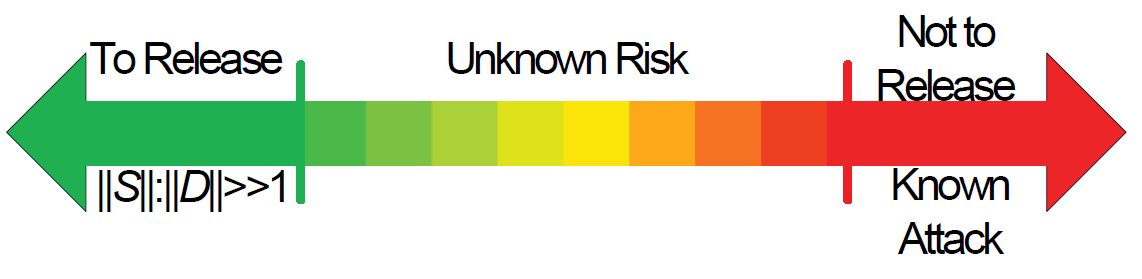 To Release
Unknown Risk
Not to
Release
||S||:||D||>>1
Known
Attack